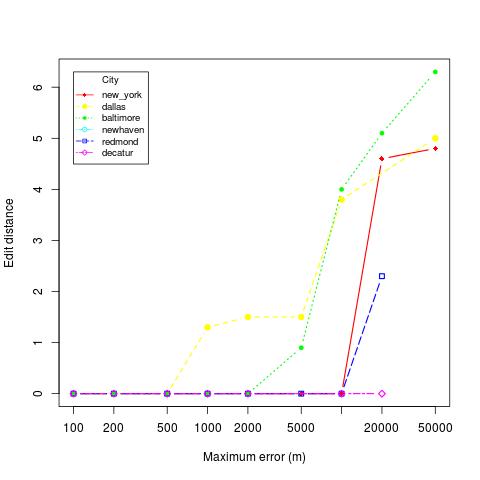 City
new_york
dallas
baltimore
newhaven
redmond
decatur
6
5
4
3
2
1
0
Edit distance
100 200 500 1000 2000 5000 20000 50000
Maximum error (m)